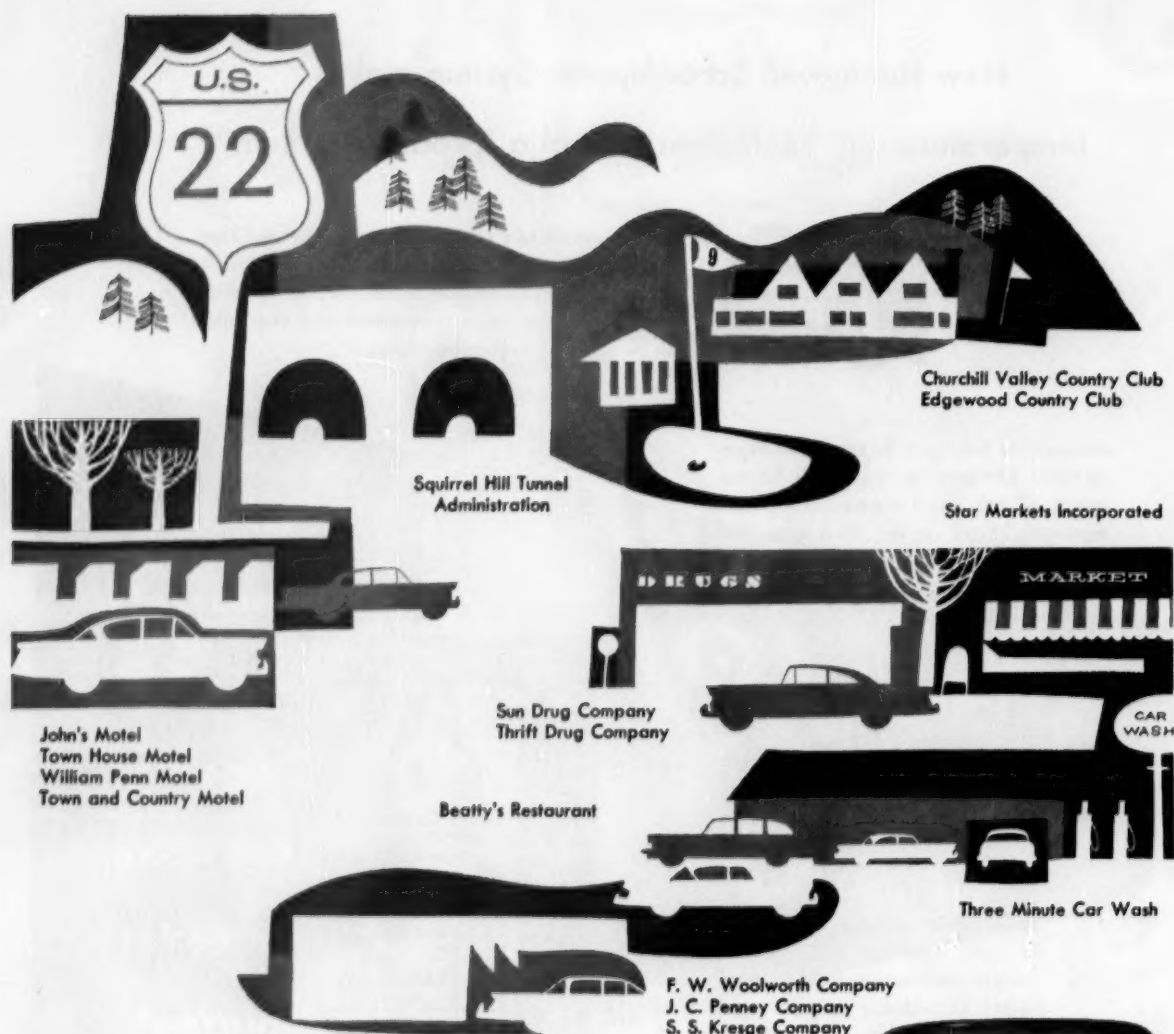 U.S.
22
9
Churchill Valley Country Club
Edgewood Country Club
Squirrel Hill Tunnel
Administration
Star Markets Incorporated
DRUGS
MARKET
CAR
WASH
Sun Drug Company
Thrift Drug Company
John's Motel
Town House Motel
William Penn Motel
Town and Country Motel
Beatty's Restaurant
Three Minute Car Wash
F. W. Woolworth Company
J. C. Penney Company
S. S. Kresge Company